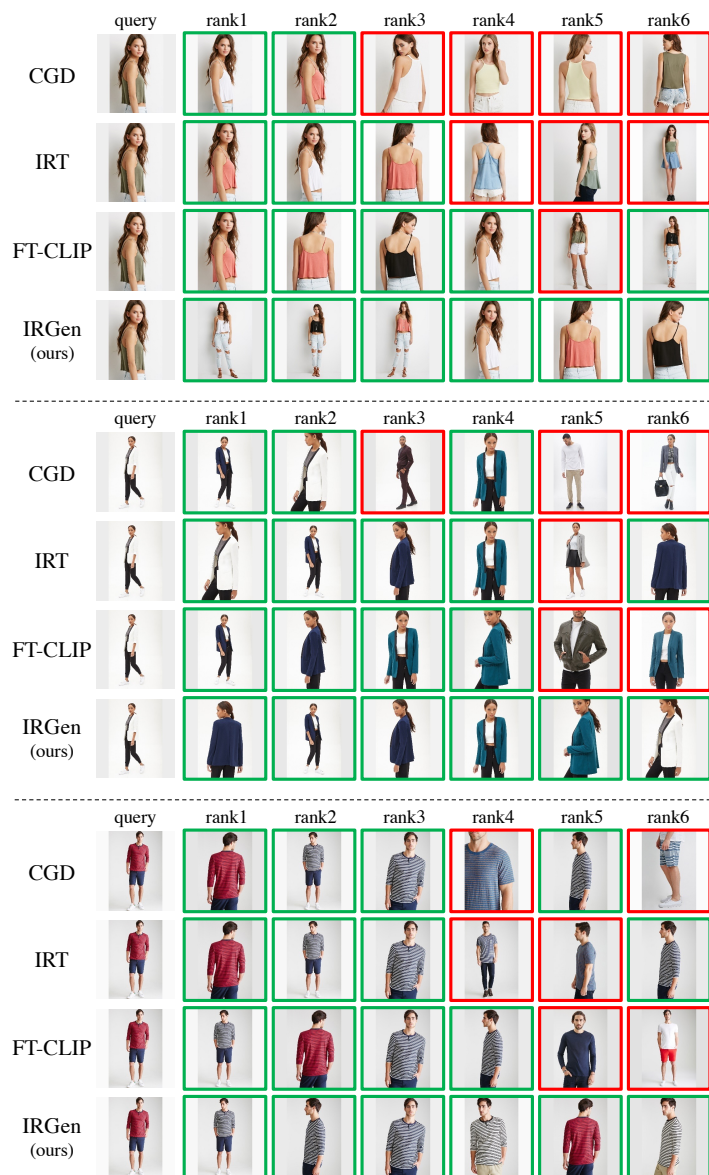 query rank1 rank2 rank3 rank4 rank5 rank6
CGD
IRT
FT-CLIP
IRGen
(ours)
query rank1 rank2 rank3 rank4 rank5 rank6
CGD
IRT
FT-CLIP
IRGen
(ours)
query rank1 rank2 rank3 rank4 rank5 rank6
CGD
IRT
FT-CLIP
IRGen
(ours)